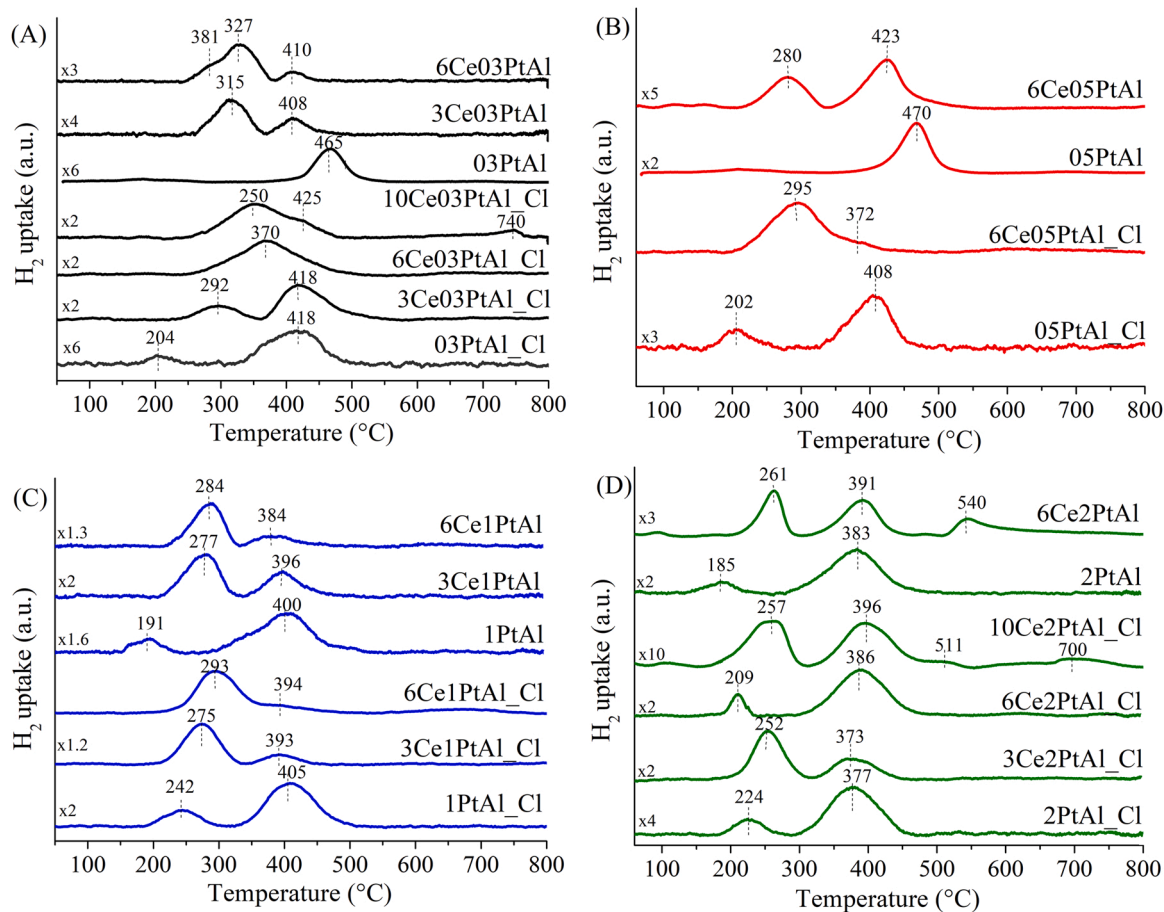 (A)
381 327 410
x3
6Ce03PtAl
315 408
x4
3Ce03PtAl
465
x6
03PtAl
10Ce03PtAl_Cl
250 425 740
x2
370
6Ce03PtAl_Cl
x2
292 418
3Ce03PtAl_Cl
x2
204 418
x6
03PtAl_Cl
H2 uptake (a.u.)
100 200 300 400 500 600 700 800
Temperature (°C)
(B)
280 423
x5
6Ce05PtAl
470
x2
05PtAl
295 372
x2
6Ce05PtAl_Cl
202 408
x3
05PtAl_Cl
H2 uptake (a.u.)
100 200 300 400 500 600 700 800
Temperature (°C)
(C)
284 384
x1.3
6Ce1PtAl
277 396
x2
3Ce1PtAl
191 400
x1.6
1PtAl
293 394
6Ce1PtAl_Cl
275 393
x1.2
3Ce1PtAl_Cl
242 405
x2
1PtAl_Cl
H2 uptake (a.u.)
100 200 300 400 500 600 700 800
Temperature (°C)
(D)
261 391 540
x3
6Ce2PtAl
185 383
x2
2PtAl
257 396 511 700
x10
10Ce2PtAl_Cl
209 386
x2
6Ce2PtAl_Cl
252 373
x2
3Ce2PtAl_Cl
224 377
x4
2PtAl_Cl
H2 uptake (a.u.)
100 200 300 400 500 600 700 800
Temperature (°C)